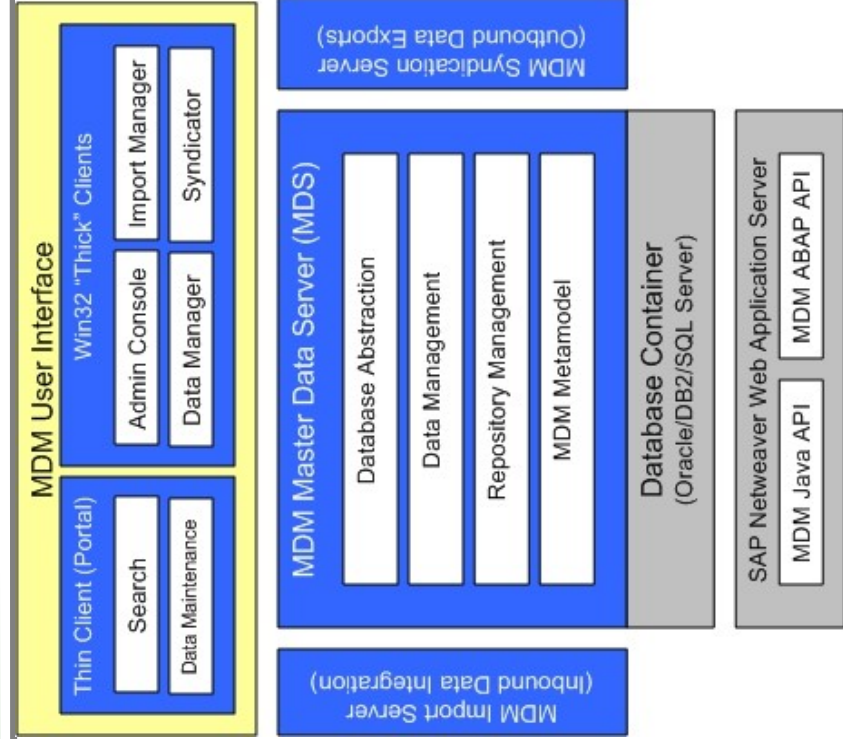 MDM User Interface
Thin Client (Portal)
Search
Data Maintenance
Win32 "Thick" Clients
Admin Console
Import Manager
Data Manager
Syndicator
MDM Import Server
(Inbound Data Integration)
MDM Master Data Server (MDS)
Database Abstraction
Data Management
Repository Management
MDM Metamodel
Database Container
(Oracle/DB2/SQL Server)
MDM Syndication Server
(Outbound Data Exports)
SAP Netweaver Web Application Server
MDM Java API
MDM ABAP API